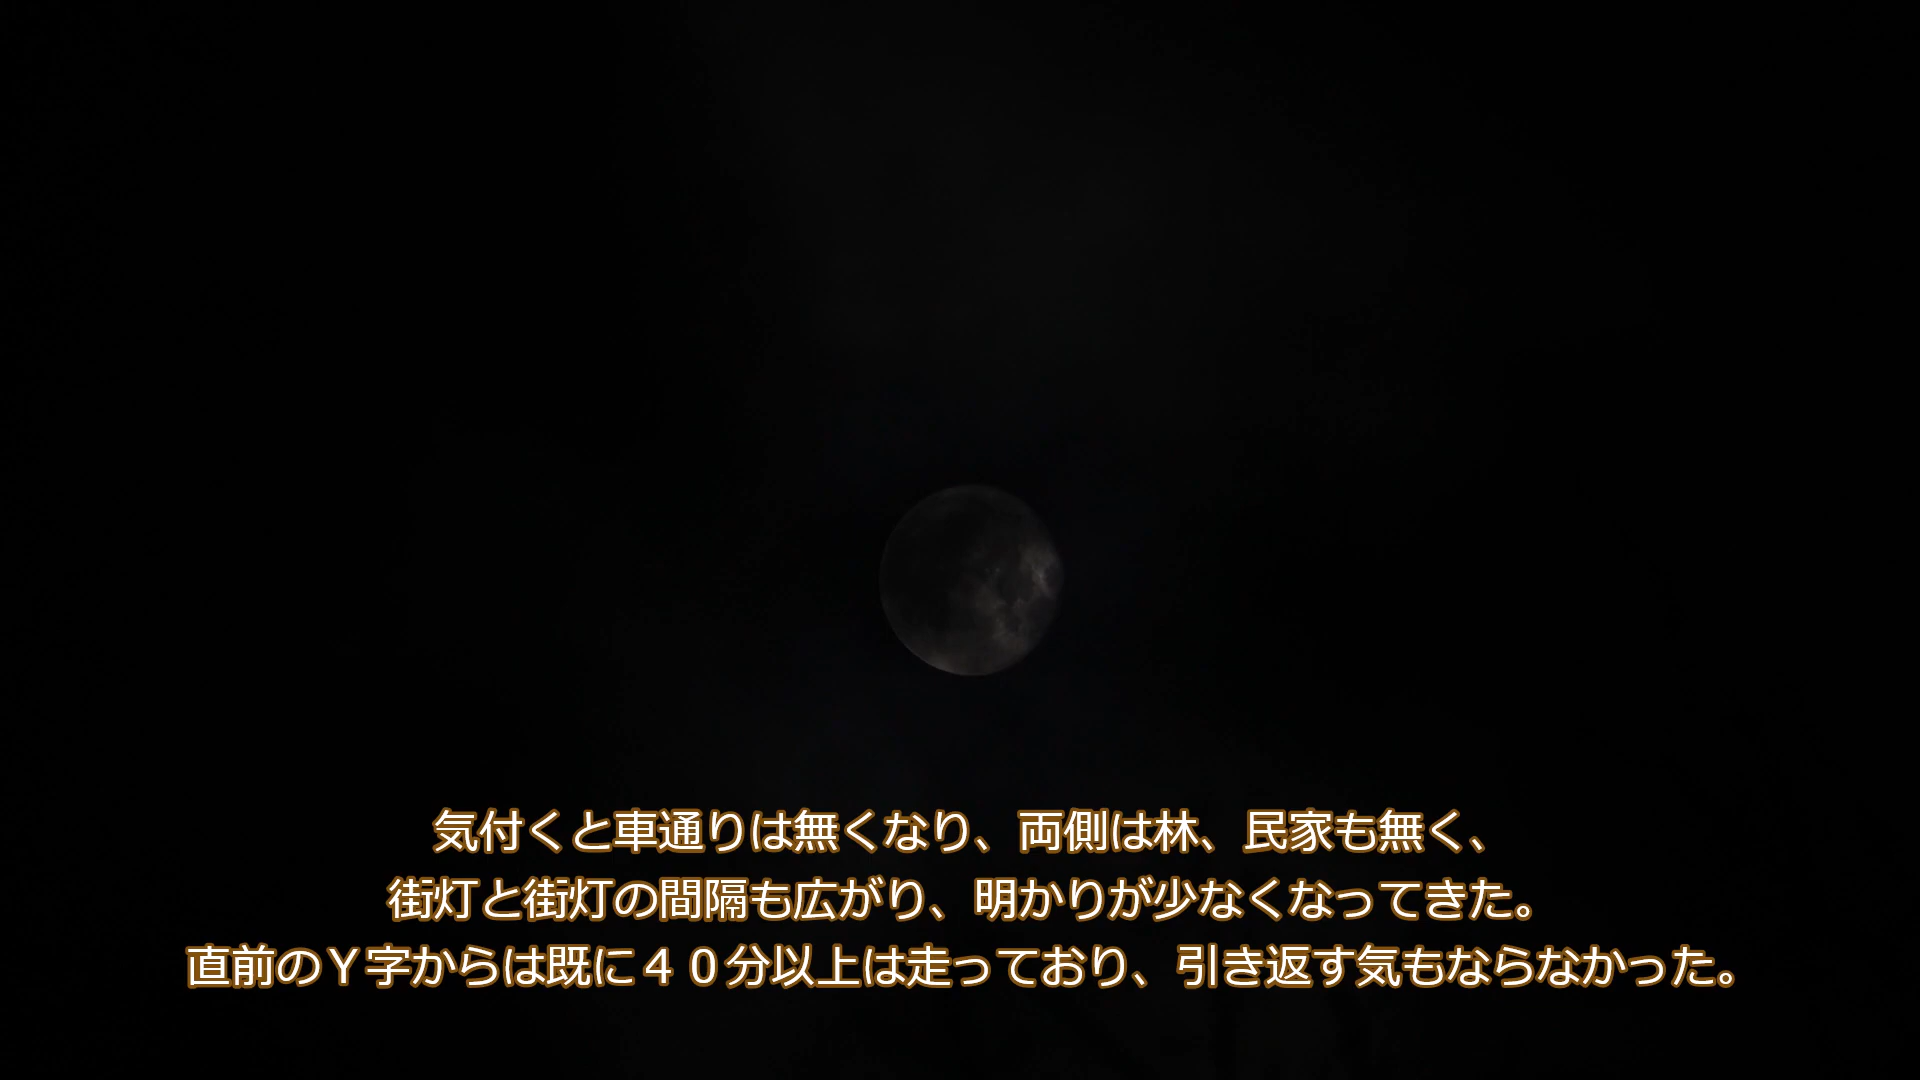 気付くと車通りは無くなり、両側は林、民家も無く、
街灯と街灯の間隔も広がり、明かりが少なくなってきた。
直前のＹ字からは既に４０分以上は走っており、引き返す気もならなかった。